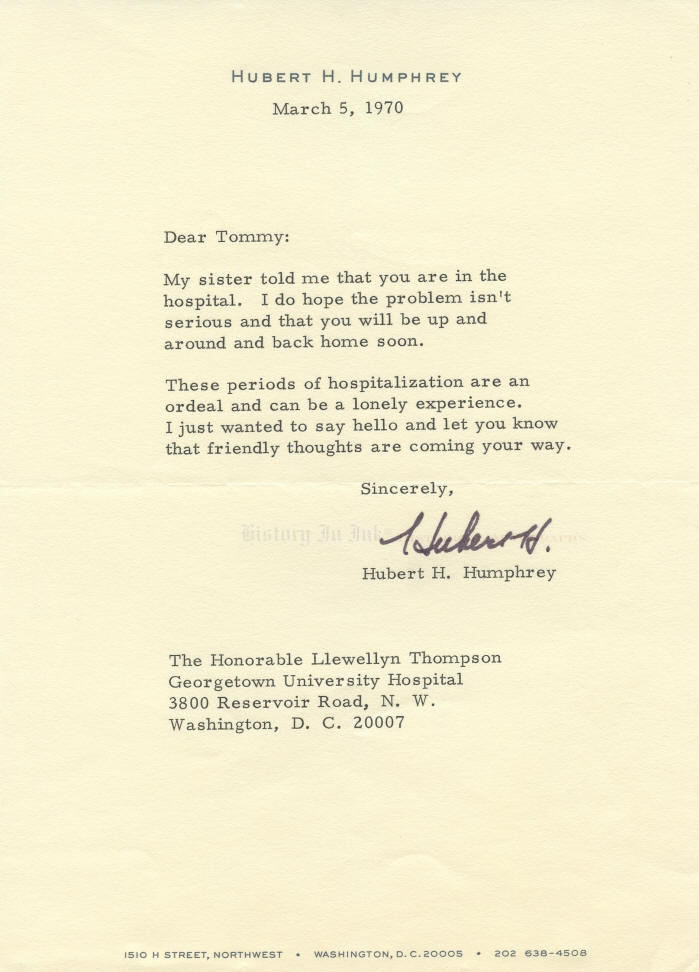 HUBERT H. HUMPHREY
March 5, 1970
Dear Tommy:
My sister told me that you are in the
hospital. I do hope the problem isn't
serious and that you will be up and
around and back home soon.
These periods of hospitalization are an
ordeal and can be a lonely experience.
I just wanted to say hello and let you know
that friendly thoughts are coming your way.
Sincerely,
History In Ink
Hubert H.
Hubert H. Humphrey
The Honorable Llewellyn Thompson
Georgetown University Hospital
3800 Reservoir Road, N. W.
Washington, D. C. 20007
1510 H STREET, NORTHWEST • WASHINGTON, D.C. 20005 • 202 638-4508